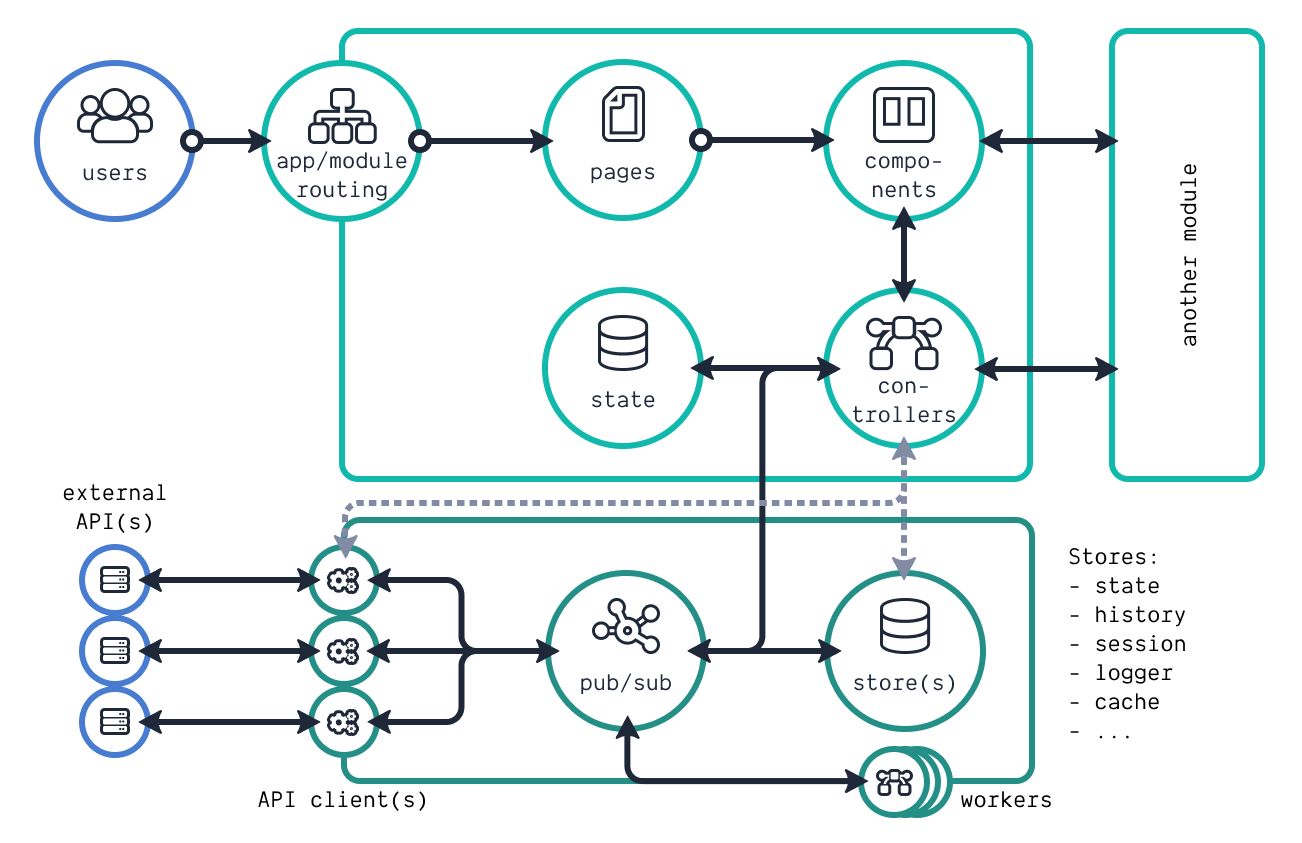 users
app/module
routing
pages
compo-
nents
another module
state
con-
trollers
external
API(s)
Stores:
- state
- history
- session
- logger
- cache
- ...
pub/sub
store(s)
API client(s)
workers